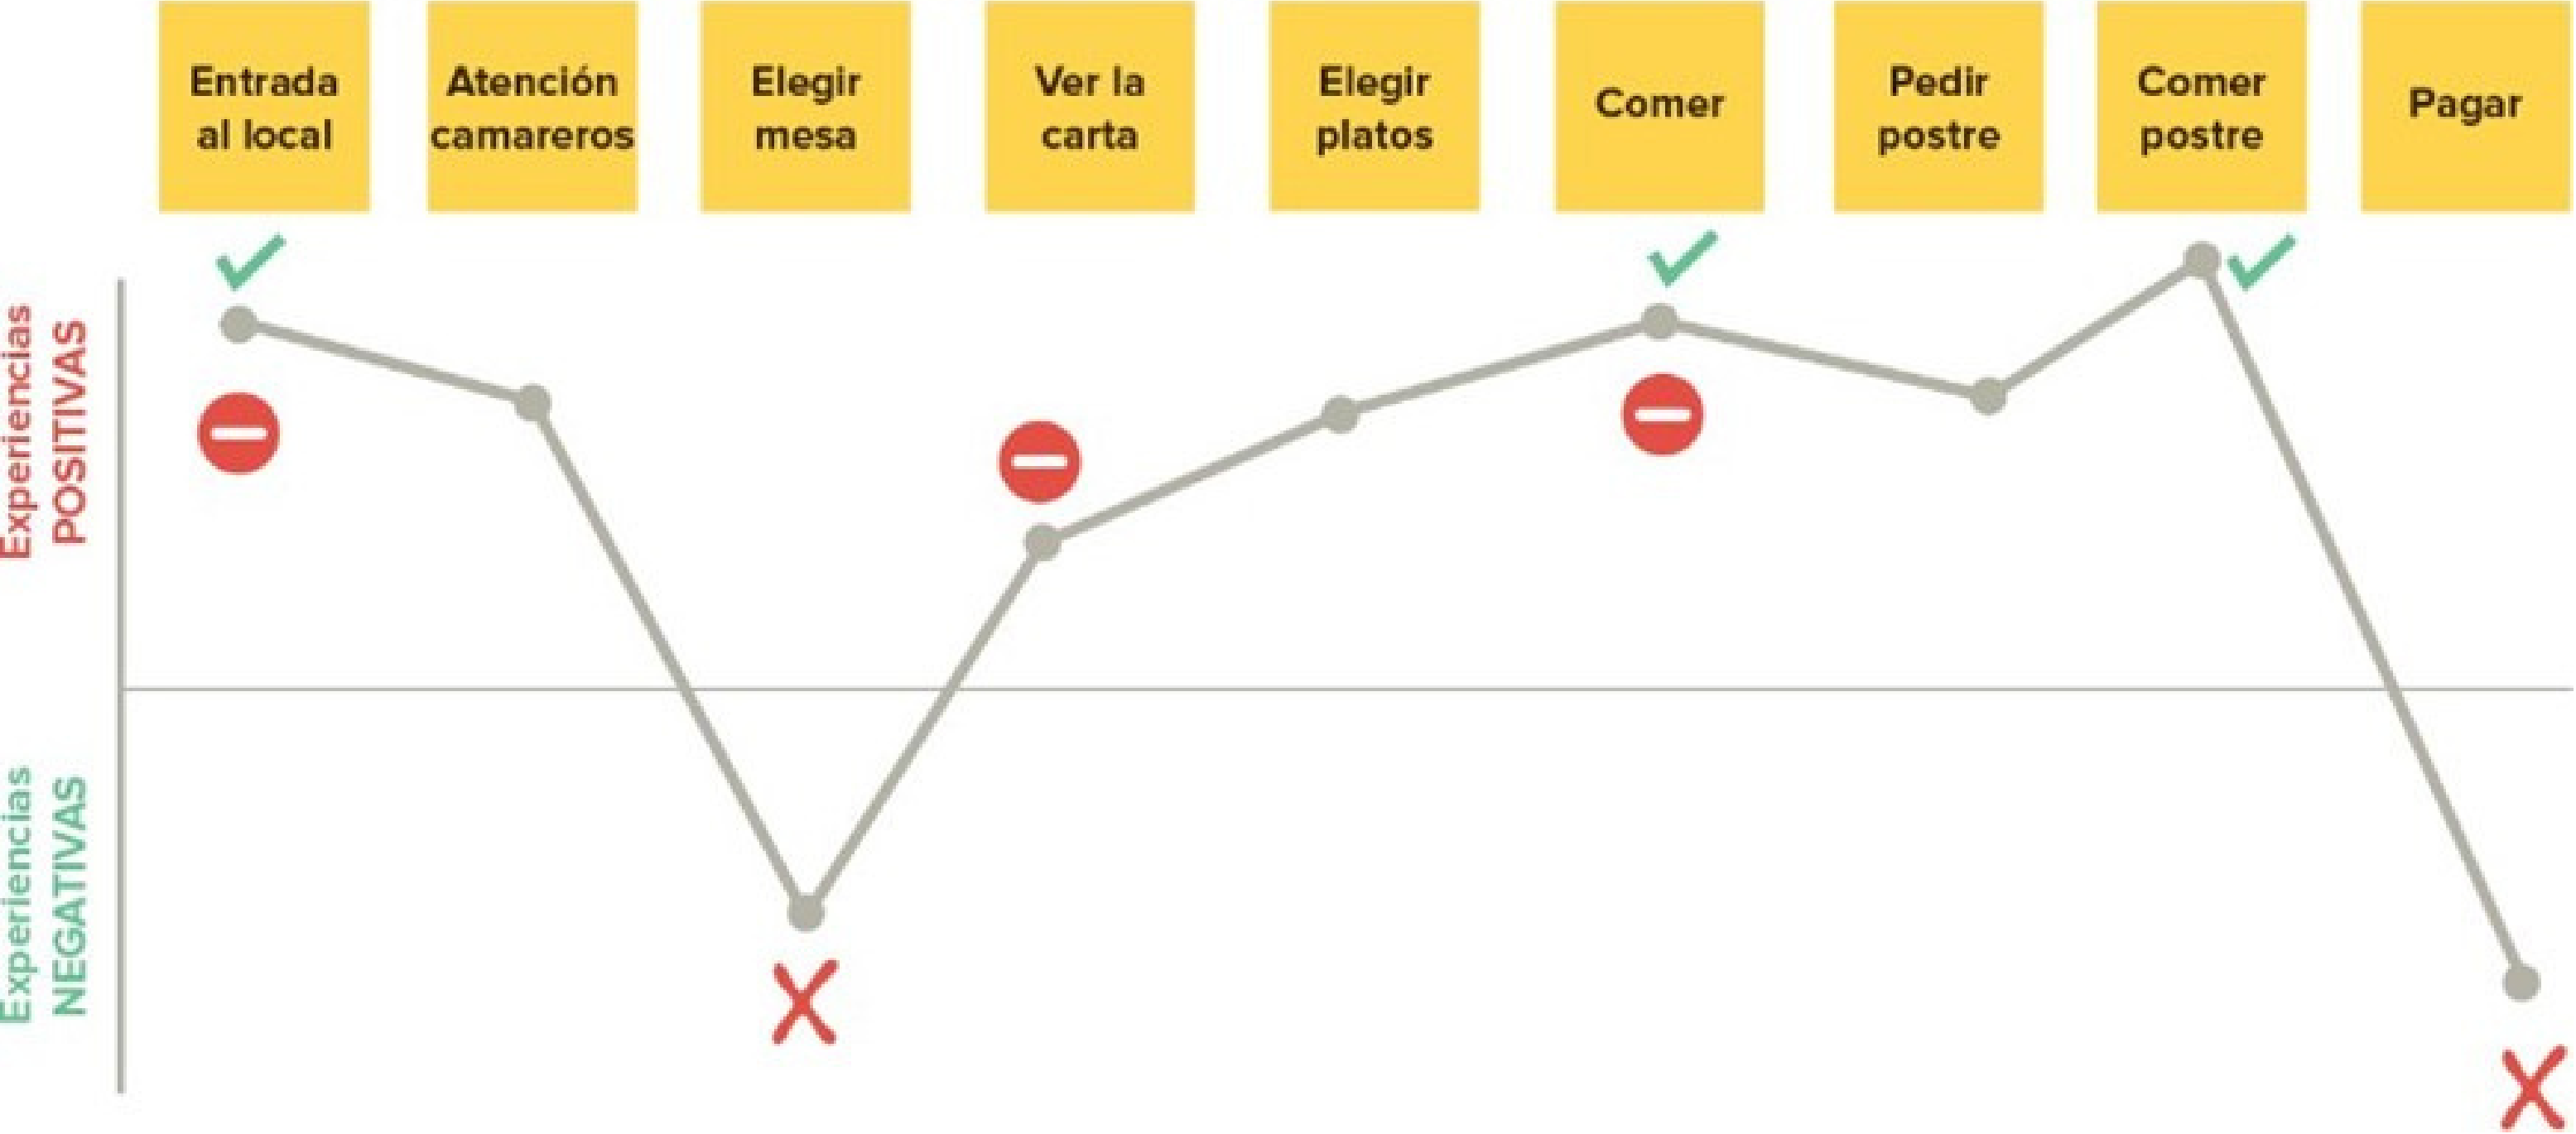 Entrada
al local
Atención
camareros
Elegir
mesa
Ver la
carta
Elegir
platos
Comer
Pedir
postre
Comer
postre
Pagar
Experiencias
POSITIVAS
Experiencias
NEGATIVAS